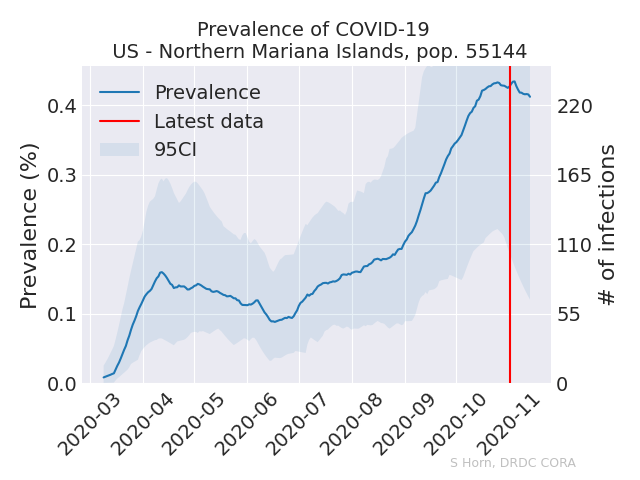 Prevalence of COVID-19
US - Northern Mariana Islands, pop. 55144
Prevalence
Latest data
95CI
Prevalence (%)
0.4
0.3
0.2
0.1
0.0
220
165
110
55
0
# of infections
2020-03
2020-04
2020-05
2020-06
2020-07
2020-08
2020-09
2020-10
2020-11
S Horn, DRDC CORA